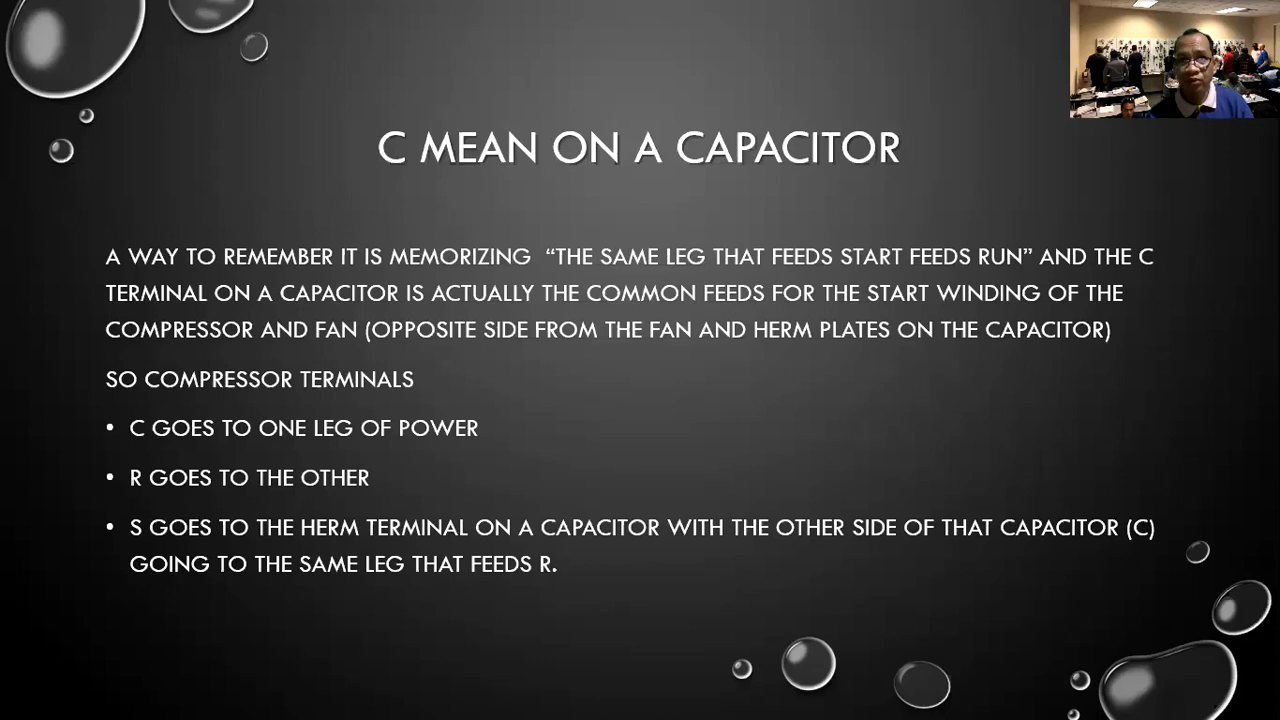 C MEAN ON A CAPACITOR
A WAY TO REMEMBER IT IS MEMORIZING “THE SAME LEG THAT FEEDS START FEEDS RUN” AND THE C
TERMINAL ON A CAPACITOR IS ACTUALLY THE COMMON FEEDS FOR THE START WINDING OF THE
COMPRESSOR AND FAN (OPPOSITE SIDE FROM THE FAN AND HERM PLATES ON THE CAPACITOR)
SO COMPRESSOR TERMINALS
• C GOES TO ONE LEG OF POWER
• R GOES TO THE OTHER
• S GOES TO THE HERM TERMINAL ON A CAPACITOR WITH THE OTHER SIDE OF THAT CAPACITOR (C)
GOING TO THE SAME LEG THAT FEEDS R.